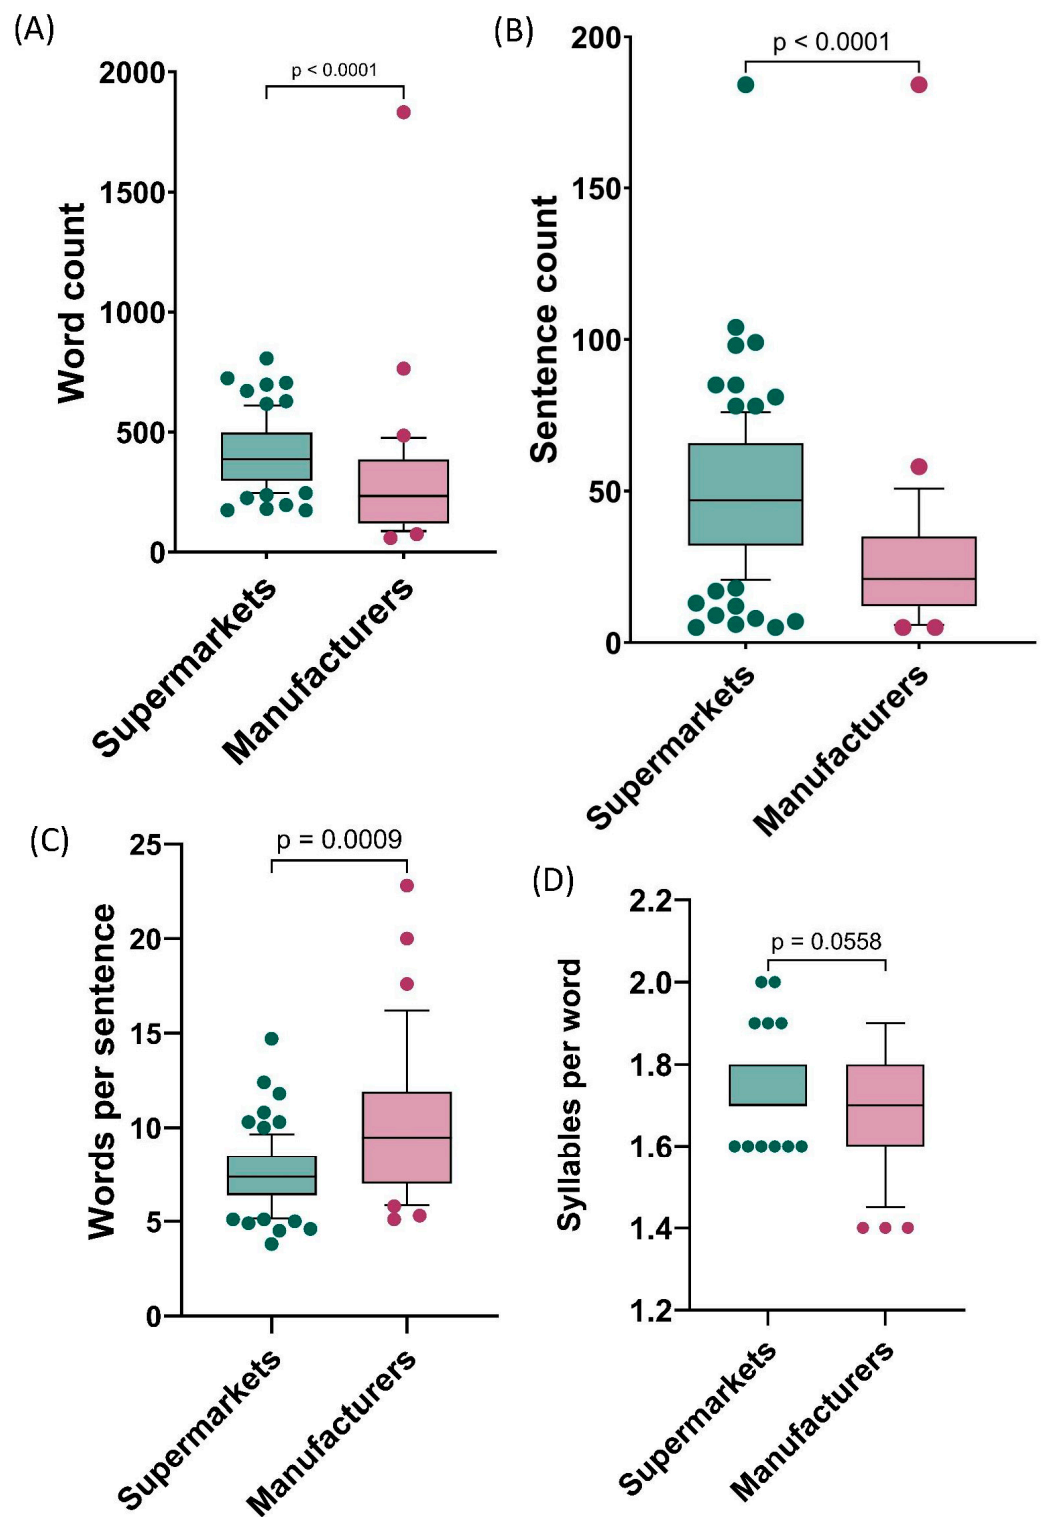 (A)
p < 0.0001
2000
1500
1000
500
0
Word count
Supermarkets
Manufacturers
(B)
p < 0.0001
200
150
100
50
0
Sentence count
Supermarkets
Manufacturers
(C)
p = 0.0009
25
20
15
10
5
0
Words per sentence
Supermarkets
Manufacturers
(D)
p = 0.0558
2.2
2.0
1.8
1.6
1.4
1.2
Syllables per word
Supermarkets
Manufacturers